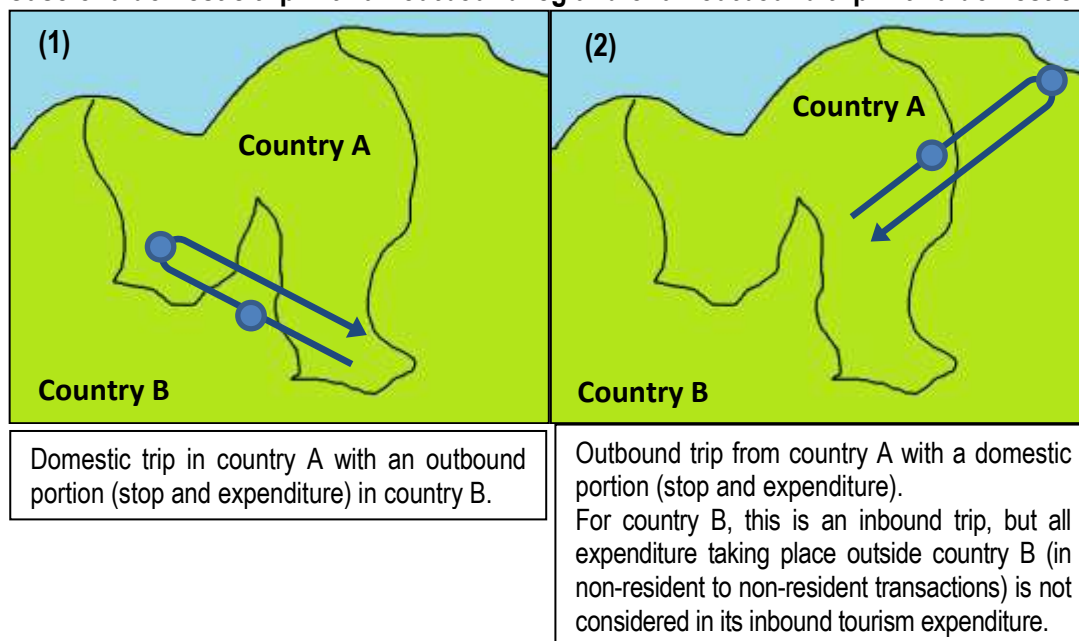 (1)
Country A
Country B
(2)
Country A
Country B
Domestic trip in country A with an outbound
portion (stop and expenditure) in country B.
Outbound trip from country A with a domestic
portion (stop and expenditure).
For country B, this is an inbound trip, but all
expenditure taking place outside country B (in
non-resident to non-resident transactions) is not
considered in its inbound tourism expenditure.